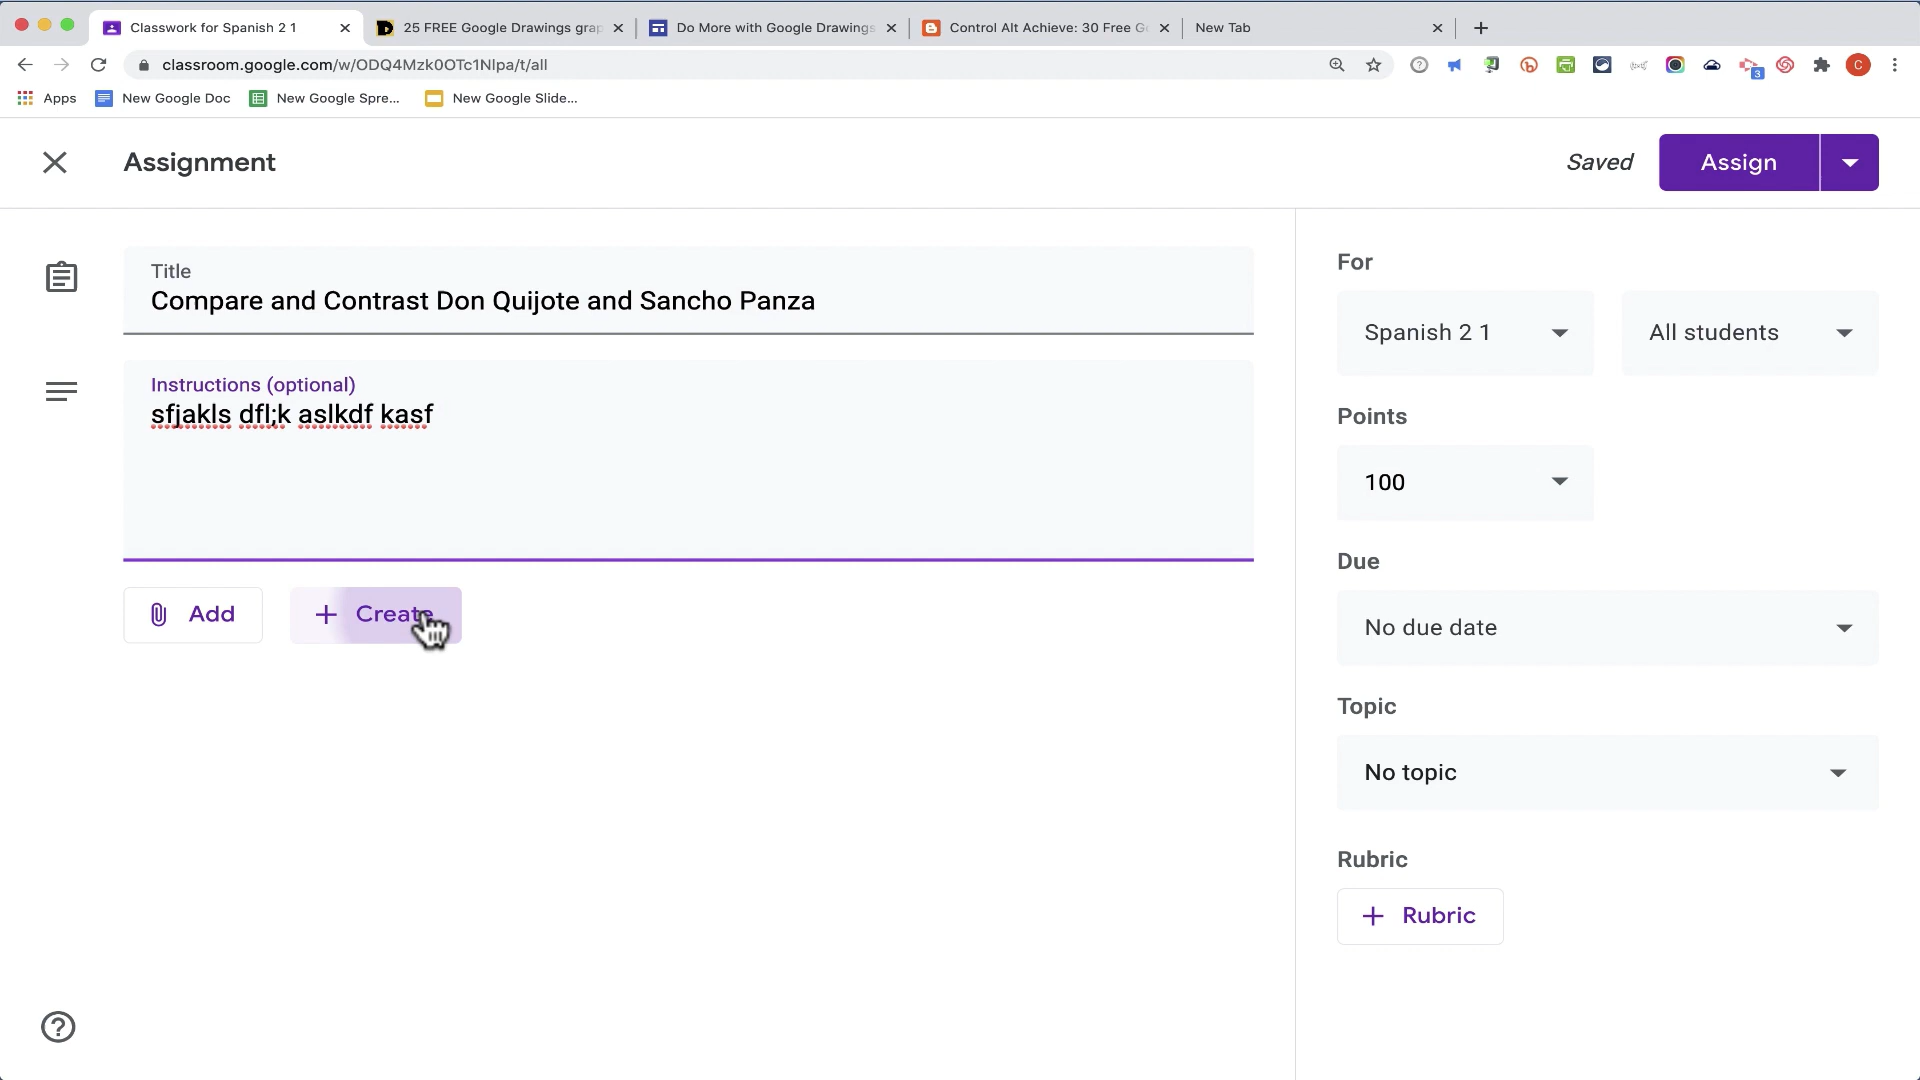 Classwork for Spanish 2 1
25 FREE Google Drawings grap
Do More with Google Drawings
Control Alt Achieve: 30 Free G
New Tab
classroom.google.com/w/ODQ4Mzk0OTc1Nlpa/t/all
C
3
Apps
New Google Doc
New Google Spre...
New Google Slide...
Assignment
Saved
Assign
Title
Compare and Contrast Don Quijote and Sancho Panza
Instructions (optional)
sfjakls dfl;k aslkdf kasf
Add
Create
For
Spanish 2 1
All students
Points
100
Due
No due date
Topic
No topic
Rubric
Rubric